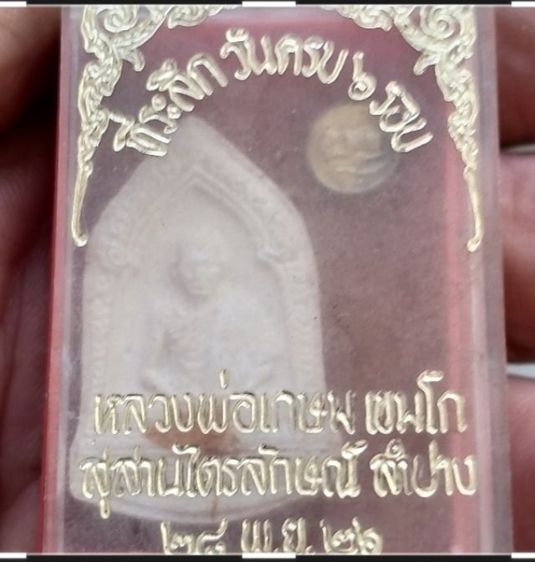 ที่ระลึก วันครบ ๖ รอบ
หลวงพ่อเกษม เขมโก
สุสานไตรลักษณ์ ลำปาง
๒๘ พ.ย. ๒๖